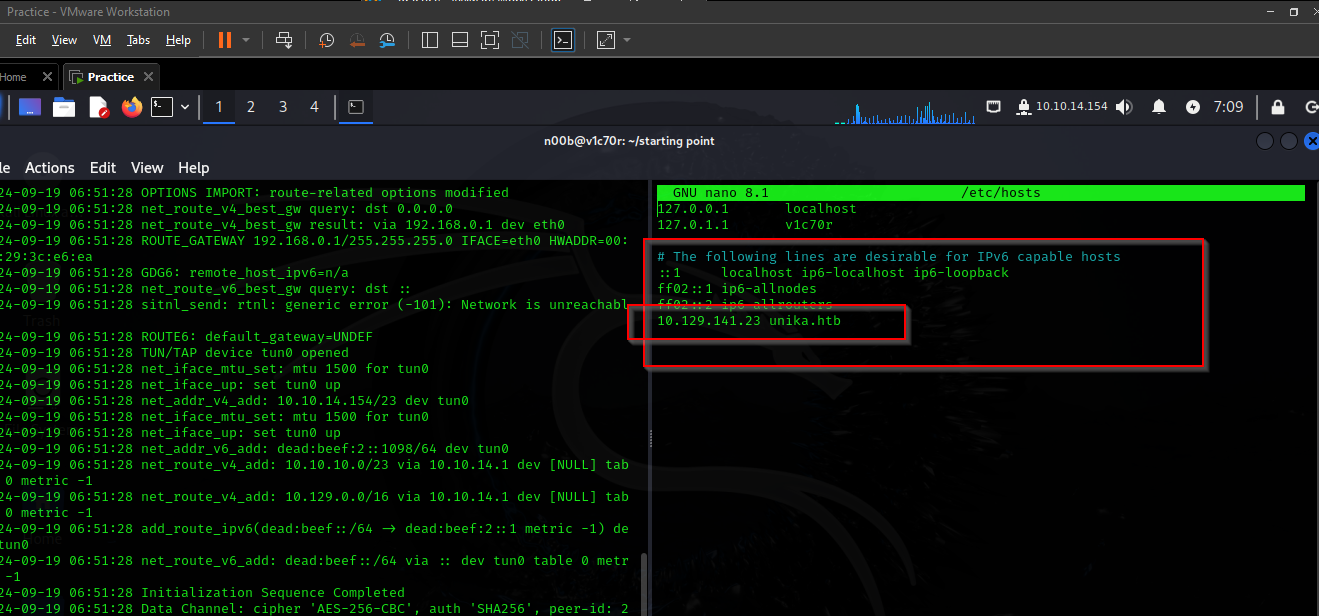 Practice - VMware Workstation
Edit View VM Tabs Help
Home Practice
1 2 3 4 10.10.14.154 7:09
n00b@v1c70r: ~/starting point
le Actions Edit View Help
24-09-19 06:51:28 OPTIONS IMPORT: route-related options modified
24-09-19 06:51:28 net_route_v4_best_gw query: dst 0.0.0.0
24-09-19 06:51:28 net_route_v4_best_gw result: via 192.168.0.1 dev eth0
24-09-19 06:51:28 ROUTE_GATEWAY 192.168.0.1/255.255.255.0 IFACE=eth0 HWADDR=00:
:29:3c:e6:ea
24-09-19 06:51:28 GDG6: remote_host_ipv6=n/a
24-09-19 06:51:28 net_route_v6_best_gw query: dst ::
24-09-19 06:51:28 sitnl_send: rtnl: generic error (-101): Network is unreachabl
24-09-19 06:51:28 ROUTE6: default_gateway=UNDEF
24-09-19 06:51:28 TUN/TAP device tun0 opened
24-09-19 06:51:28 net_iface_mtu_set: mtu 1500 for tun0
24-09-19 06:51:28 net_iface_up: set tun0 up
24-09-19 06:51:28 net_addr_v4_add: 10.10.14.154/23 dev tun0
24-09-19 06:51:28 net_iface_mtu_set: mtu 1500 for tun0
24-09-19 06:51:28 net_iface_up: set tun0 up
24-09-19 06:51:28 net_addr_v6_add: dead:beef:2::1098/64 dev tun0
24-09-19 06:51:28 net_route_v4_add: 10.10.10.0/23 via 10.10.14.1 dev [NULL] tab
0 metric -1
24-09-19 06:51:28 net_route_v4_add: 10.129.0.0/16 via 10.10.14.1 dev [NULL] tab
0 metric -1
24-09-19 06:51:28 add_route_ipv6(dead:beef::/64 -> dead:beef:2::1 metric -1) de
tun0
24-09-19 06:51:28 net_route_v6_add: dead:beef::/64 via :: dev tun0 table 0 metr
-1
24-09-19 06:51:28 Initialization Sequence Completed
24-09-19 06:51:28 Data Channel: cipher 'AES-256-CBC', auth 'SHA256', peer-id: 2
GNU nano 8.1 /etc/hosts
127.0.0.1 localhost
127.0.1.1 v1c70r
# The following lines are desirable for IPv6 capable hosts
::1 localhost ip6-localhost ip6-loopback
ff02::1 ip6-allnodes
ff02::2 ip6-allrouters
10.129.141.23 unika.htb